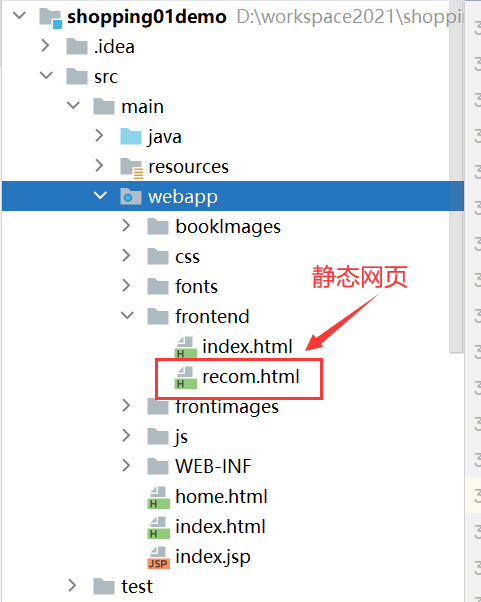 shopping01demo D:\workspace2021\shopping
.idea
src
main
java
resources
webapp
bookImages
css
fonts
静态网页
frontend
index.html
recom.html
frontimages
js
WEB-INF
home.html
index.html
index.jsp
test